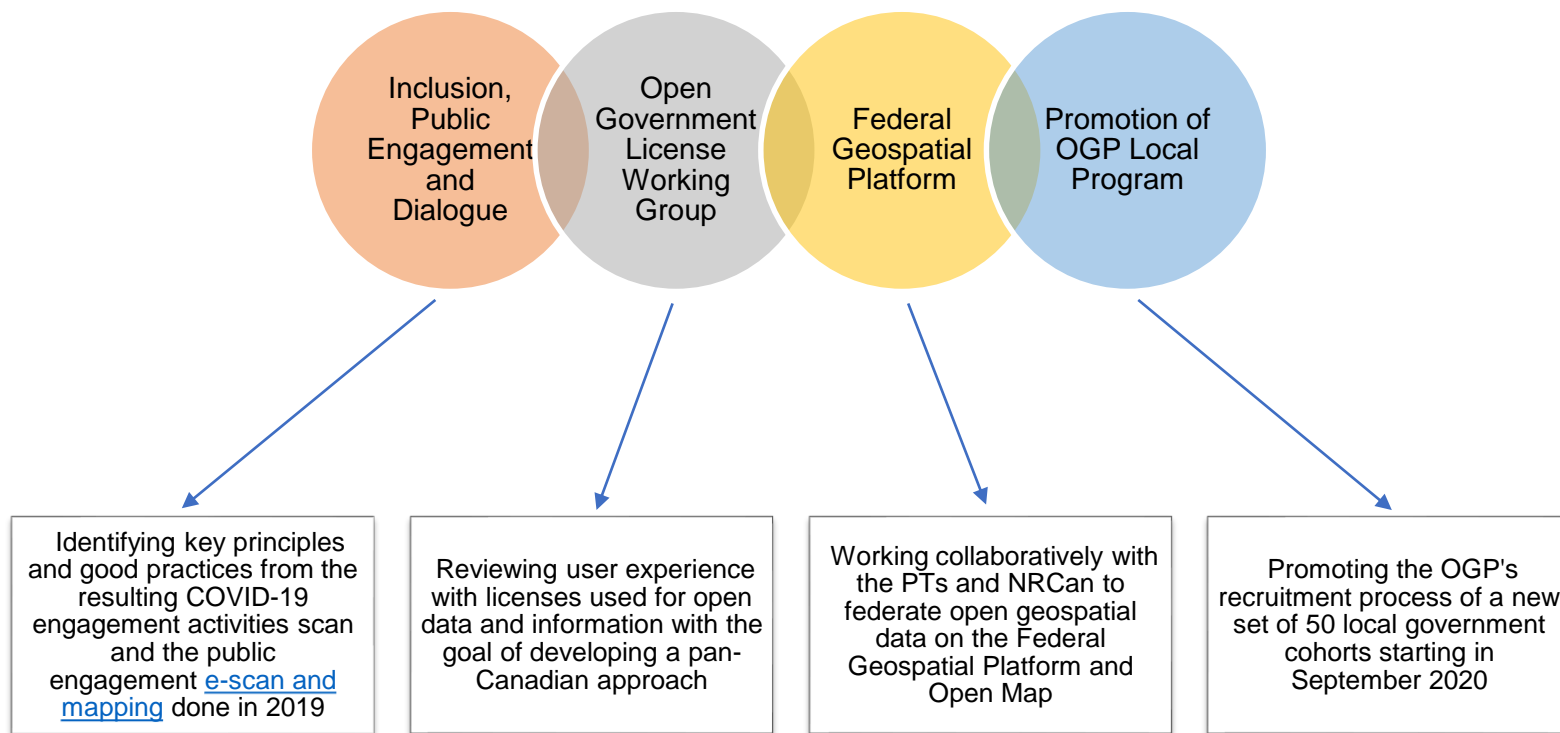 Inclusion,
Public
Engagement
and
Dialogue
Open
Government
License
Working
Group
Federal
Geospatial
Platform
Promotion of
OGP Local
Program
Identifying key principles
and good practices from the
resulting COVID-19
engagement activities scan
and the public
engagement e-scan and
mapping done in 2019
Reviewing user experience
with licenses used for open
data and information with the
goal of developing a pan-
Canadian approach
Working collaboratively with
the PTs and NRCan to
federate open geospatial
data on the Federal
Geospatial Platform and
Open Map
Promoting the OGP's
recruitment process of a new
set of 50 local government
cohorts starting in
September 2020